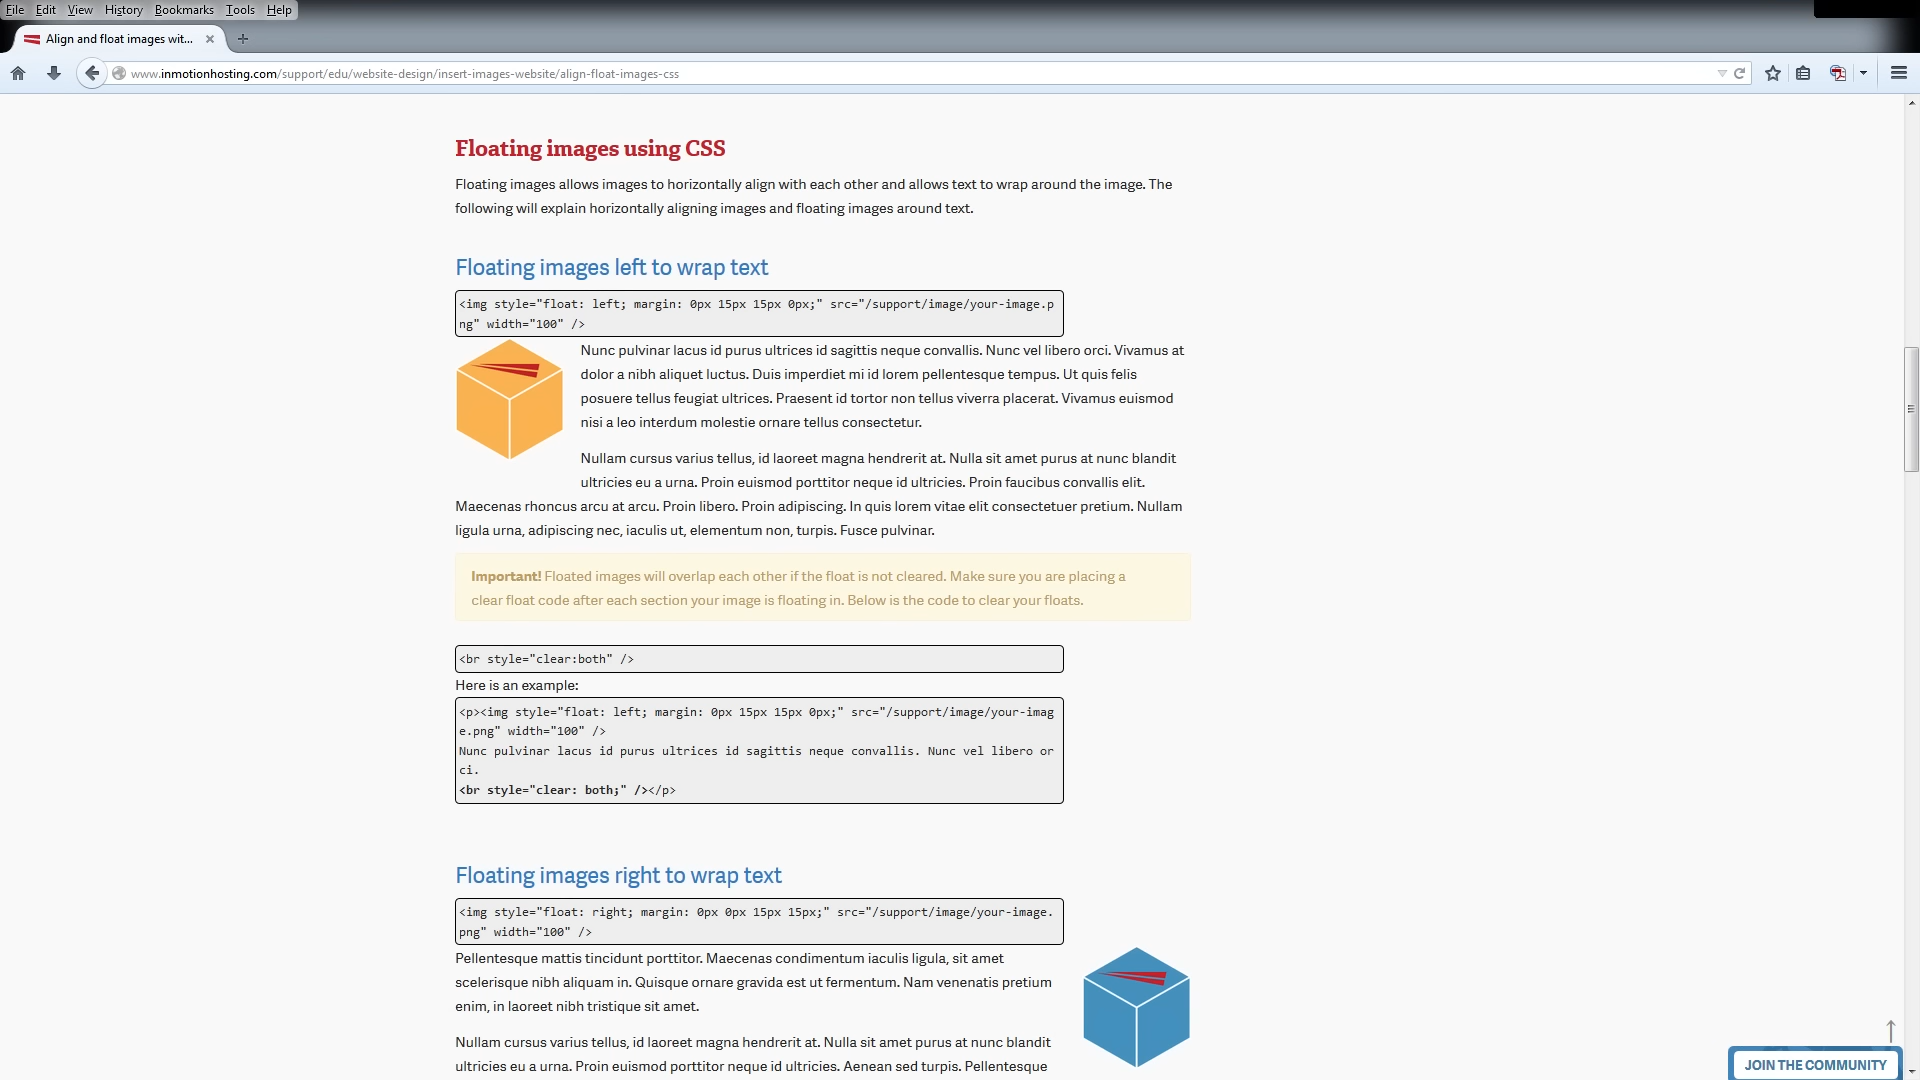 File Edit View History Bookmarks Tools Help
Align and float images wit...
www.inmotionhosting.com/support/edu/website-design/insert-images-website/align-float-images-css
Floating images using CSS
Floating images allows images to horizontally align with each other and allows text to wrap around the image. The
following will explain horizontally aligning images and floating images around text.
Floating images left to wrap text
<img style="float: left; margin: 0px 15px 15px 0px;" src="/support/image/your-image.p
ng" width="100" />
Nunc pulvinar lacus id purus ultrices id sagittis neque convallis. Nunc vel libero orci. Vivamus at
dolor a nibh aliquet luctus. Duis imperdiet mi id lorem pellentesque tempus. Ut quis felis
posuere tellus feugiat ultrices. Praesent id tortor non tellus viverra placerat. Vivamus euismod
nisi a leo interdum molestie ornare tellus consectetur.
Nullam cursus varius tellus, id laoreet magna hendrerit at. Nulla sit amet purus at nunc blandit
ultricies eu a urna. Proin euismod porttitor neque id ultricies. Proin faucibus convallis elit.
Maecenas rhoncus arcu at arcu. Proin libero. Proin adipiscing. In quis lorem vitae elit consectetuer pretium. Nullam
ligula urna, adipiscing nec, iaculis ut, elementum non, turpis. Fusce pulvinar.
Important! Floated images will overlap each other if the float is not cleared. Make sure you are placing a
clear float code after each section your image is floating in. Below is the code to clear your floats.
<br style="clear:both" />
Here is an example:
<p><img style="float: left; margin: 0px 15px 15px 0px;" src="/support/image/your-imag
e.png" width="100" />
Nunc pulvinar lacus id purus ultrices id sagittis neque convallis. Nunc vel libero or
ci.
<br style="clear: both;" /></p>
Floating images right to wrap text
<img style="float: right; margin: 0px 0px 15px 15px;" src="/support/image/your-image.
png" width="100" />
Pellentesque mattis tincidunt porttitor. Maecenas condimentum iaculis ligula, sit amet
scelerisque nibh aliquam in. Quisque ornare gravida est ut fermentum. Nam venenatis pretium
enim, in laoreet nibh tristique sit amet.
Nullam cursus varius tellus, id laoreet magna hendrerit at. Nulla sit amet purus at nunc blandit
ultricies eu a urna. Proin euismod porttitor neque id ultricies. Aenean sed turpis. Pellentesque
JOIN THE COMMUNITY